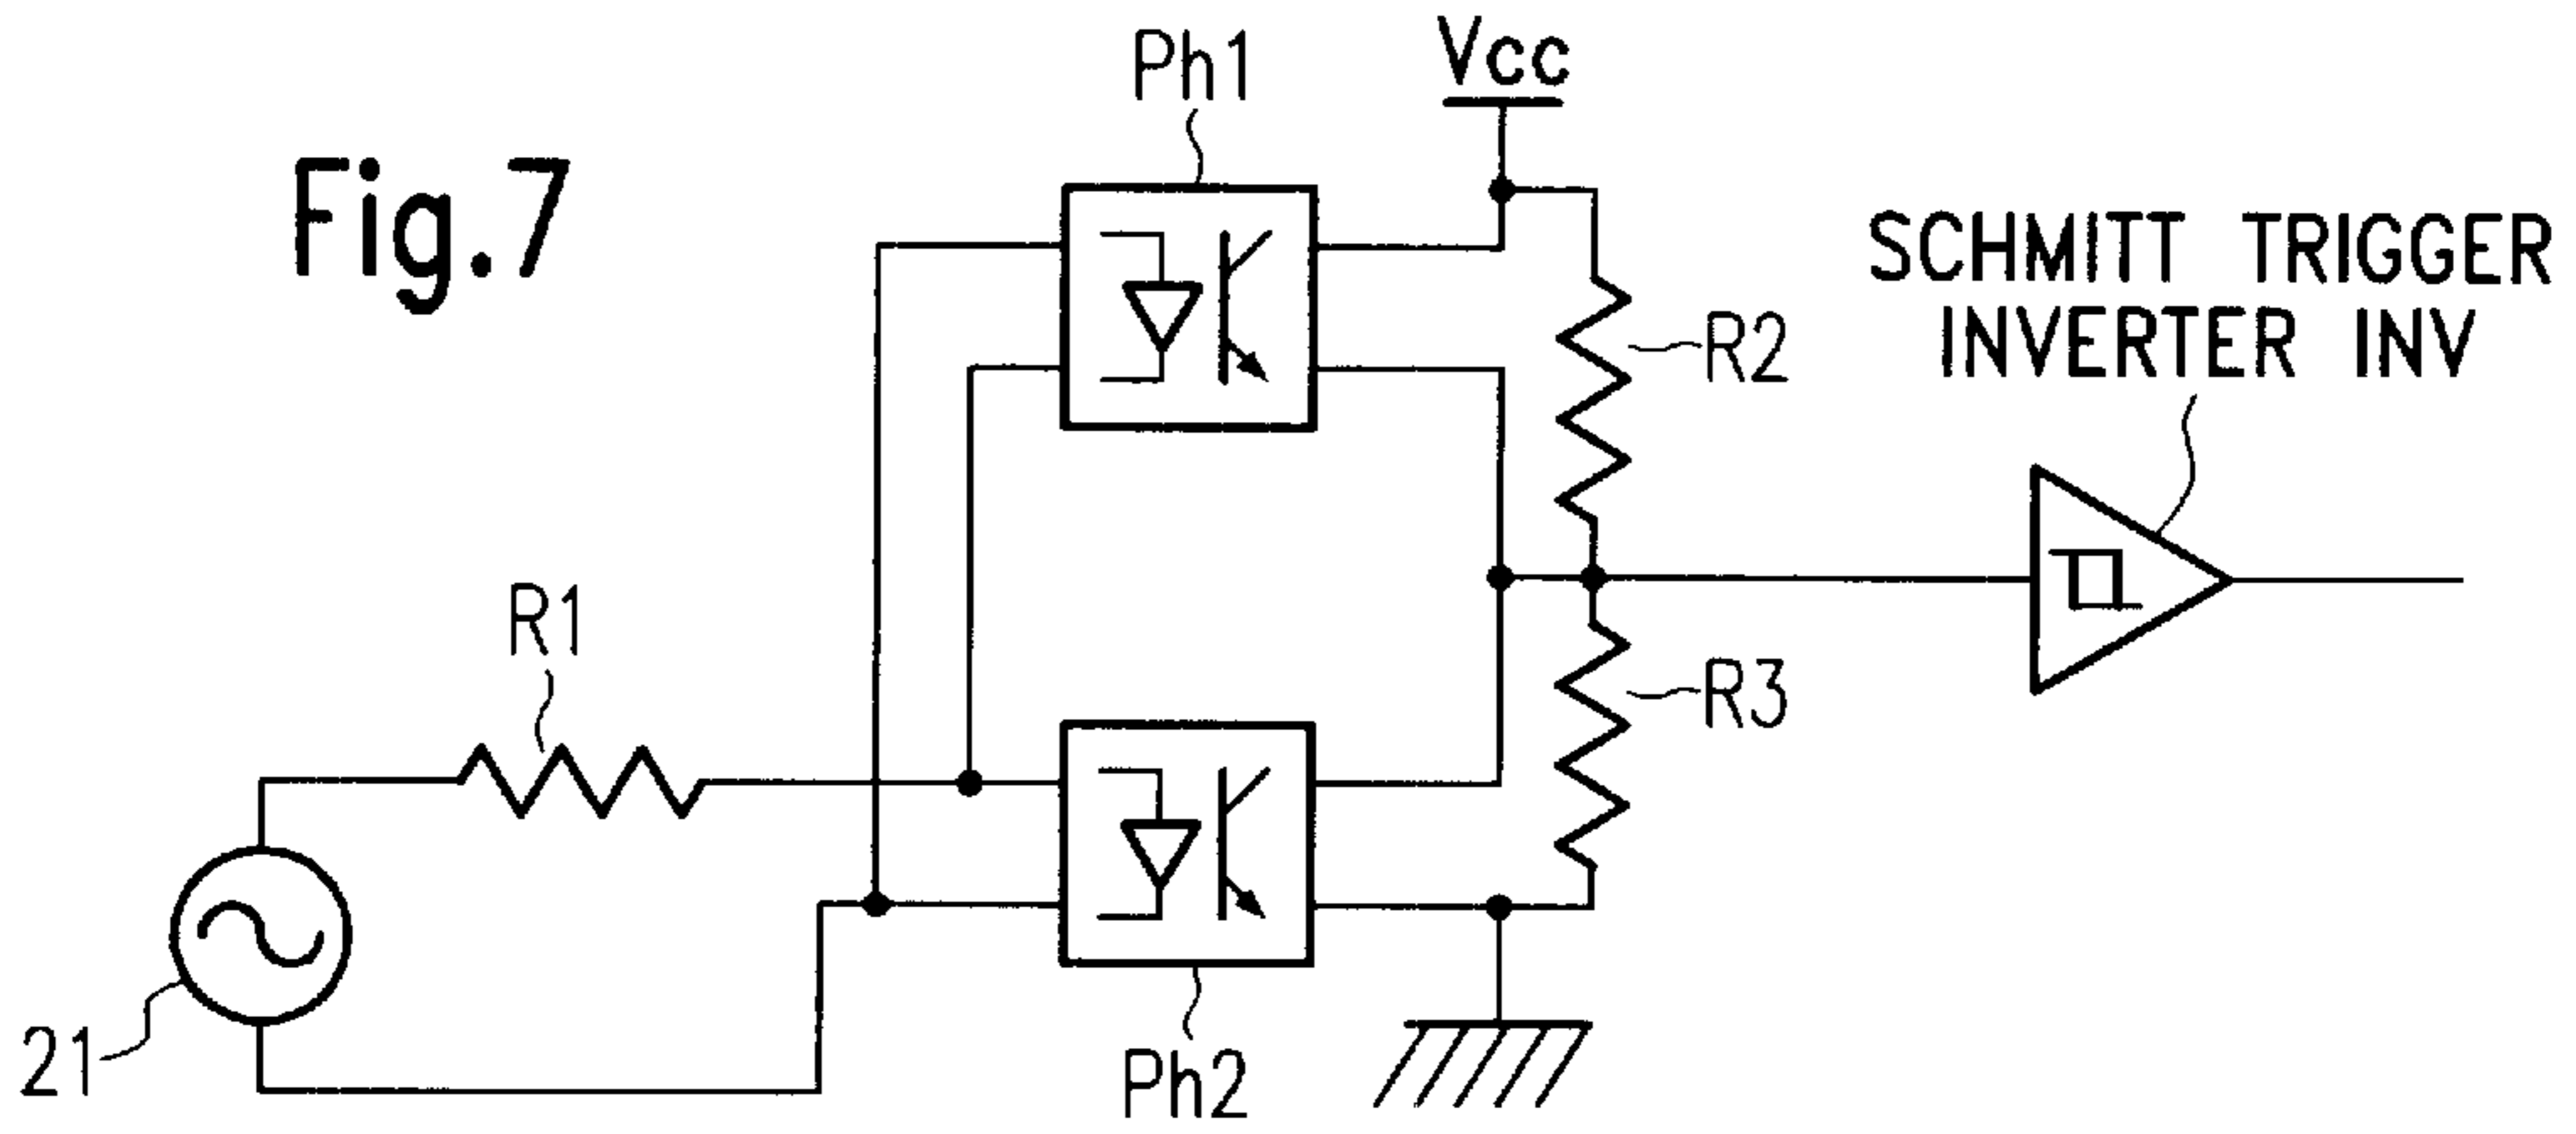 Fig.7
Ph1
Vcc
SCHMITT TRIGGER
INVERTER INV
R2
R1
R3
21
Ph2